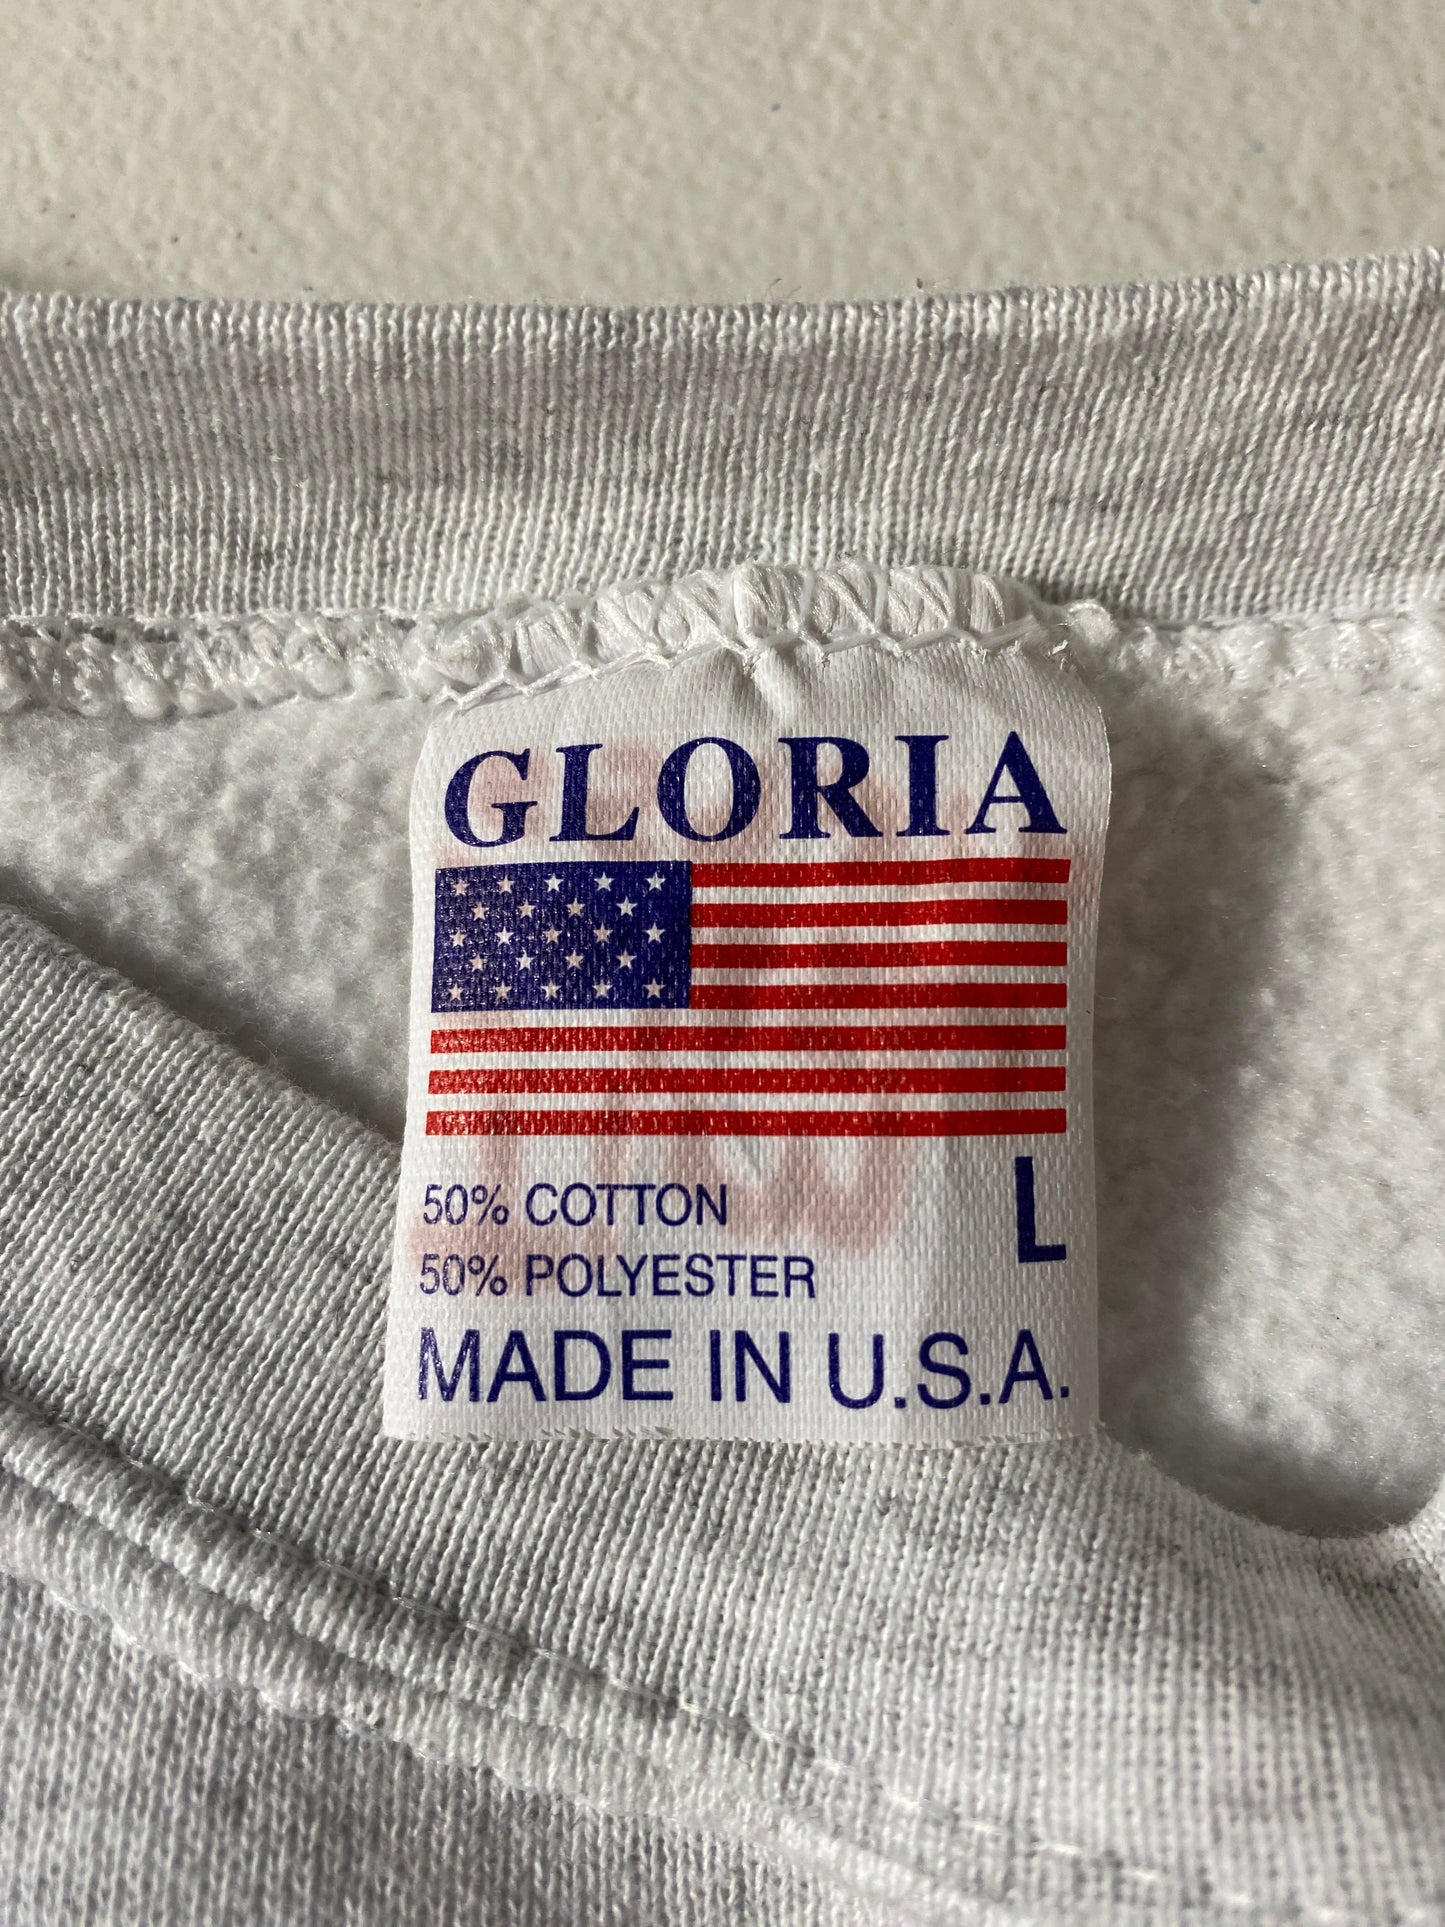 GLORIA
50% COTTON
50% POLYESTER
L
MADE IN U.S.A.